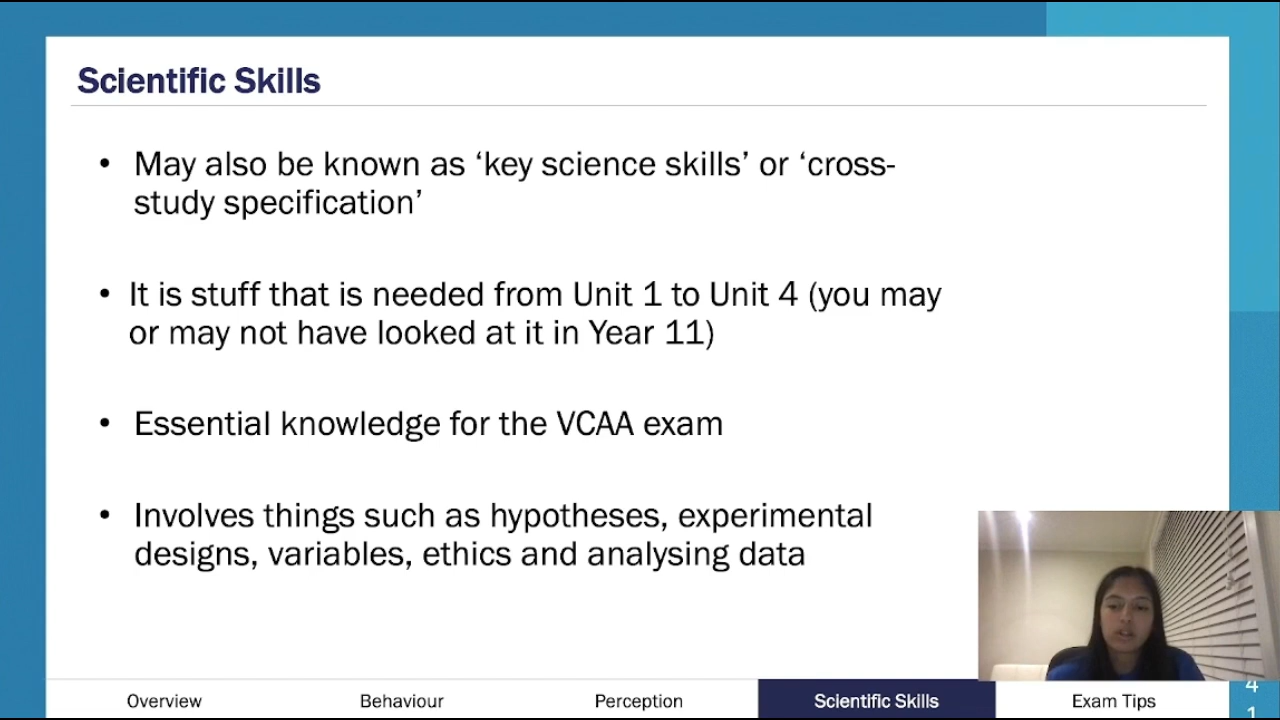 Scientific Skills
• May also be known as ‘key science skills’ or ‘cross-
study specification’
• It is stuff that is needed from Unit 1 to Unit 4 (you may
or may not have looked at it in Year 11)
• Essential knowledge for the VCAA exam
• Involves things such as hypotheses, experimental
designs, variables, ethics and analysing data
Overview Behaviour Perception Scientific Skills Exam Tips
4
1